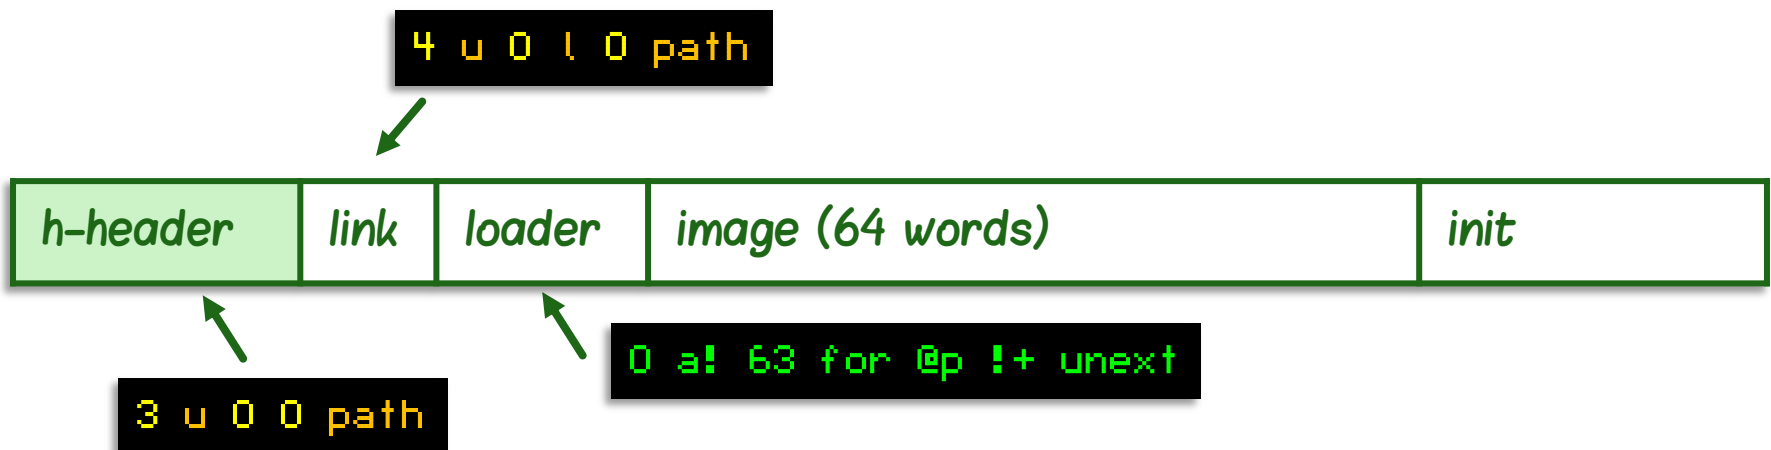 4 u 0 l 0 path
h-header link loader image (64 words) init
0 a! 63 for @p !+ unext
3 u 0 0 path